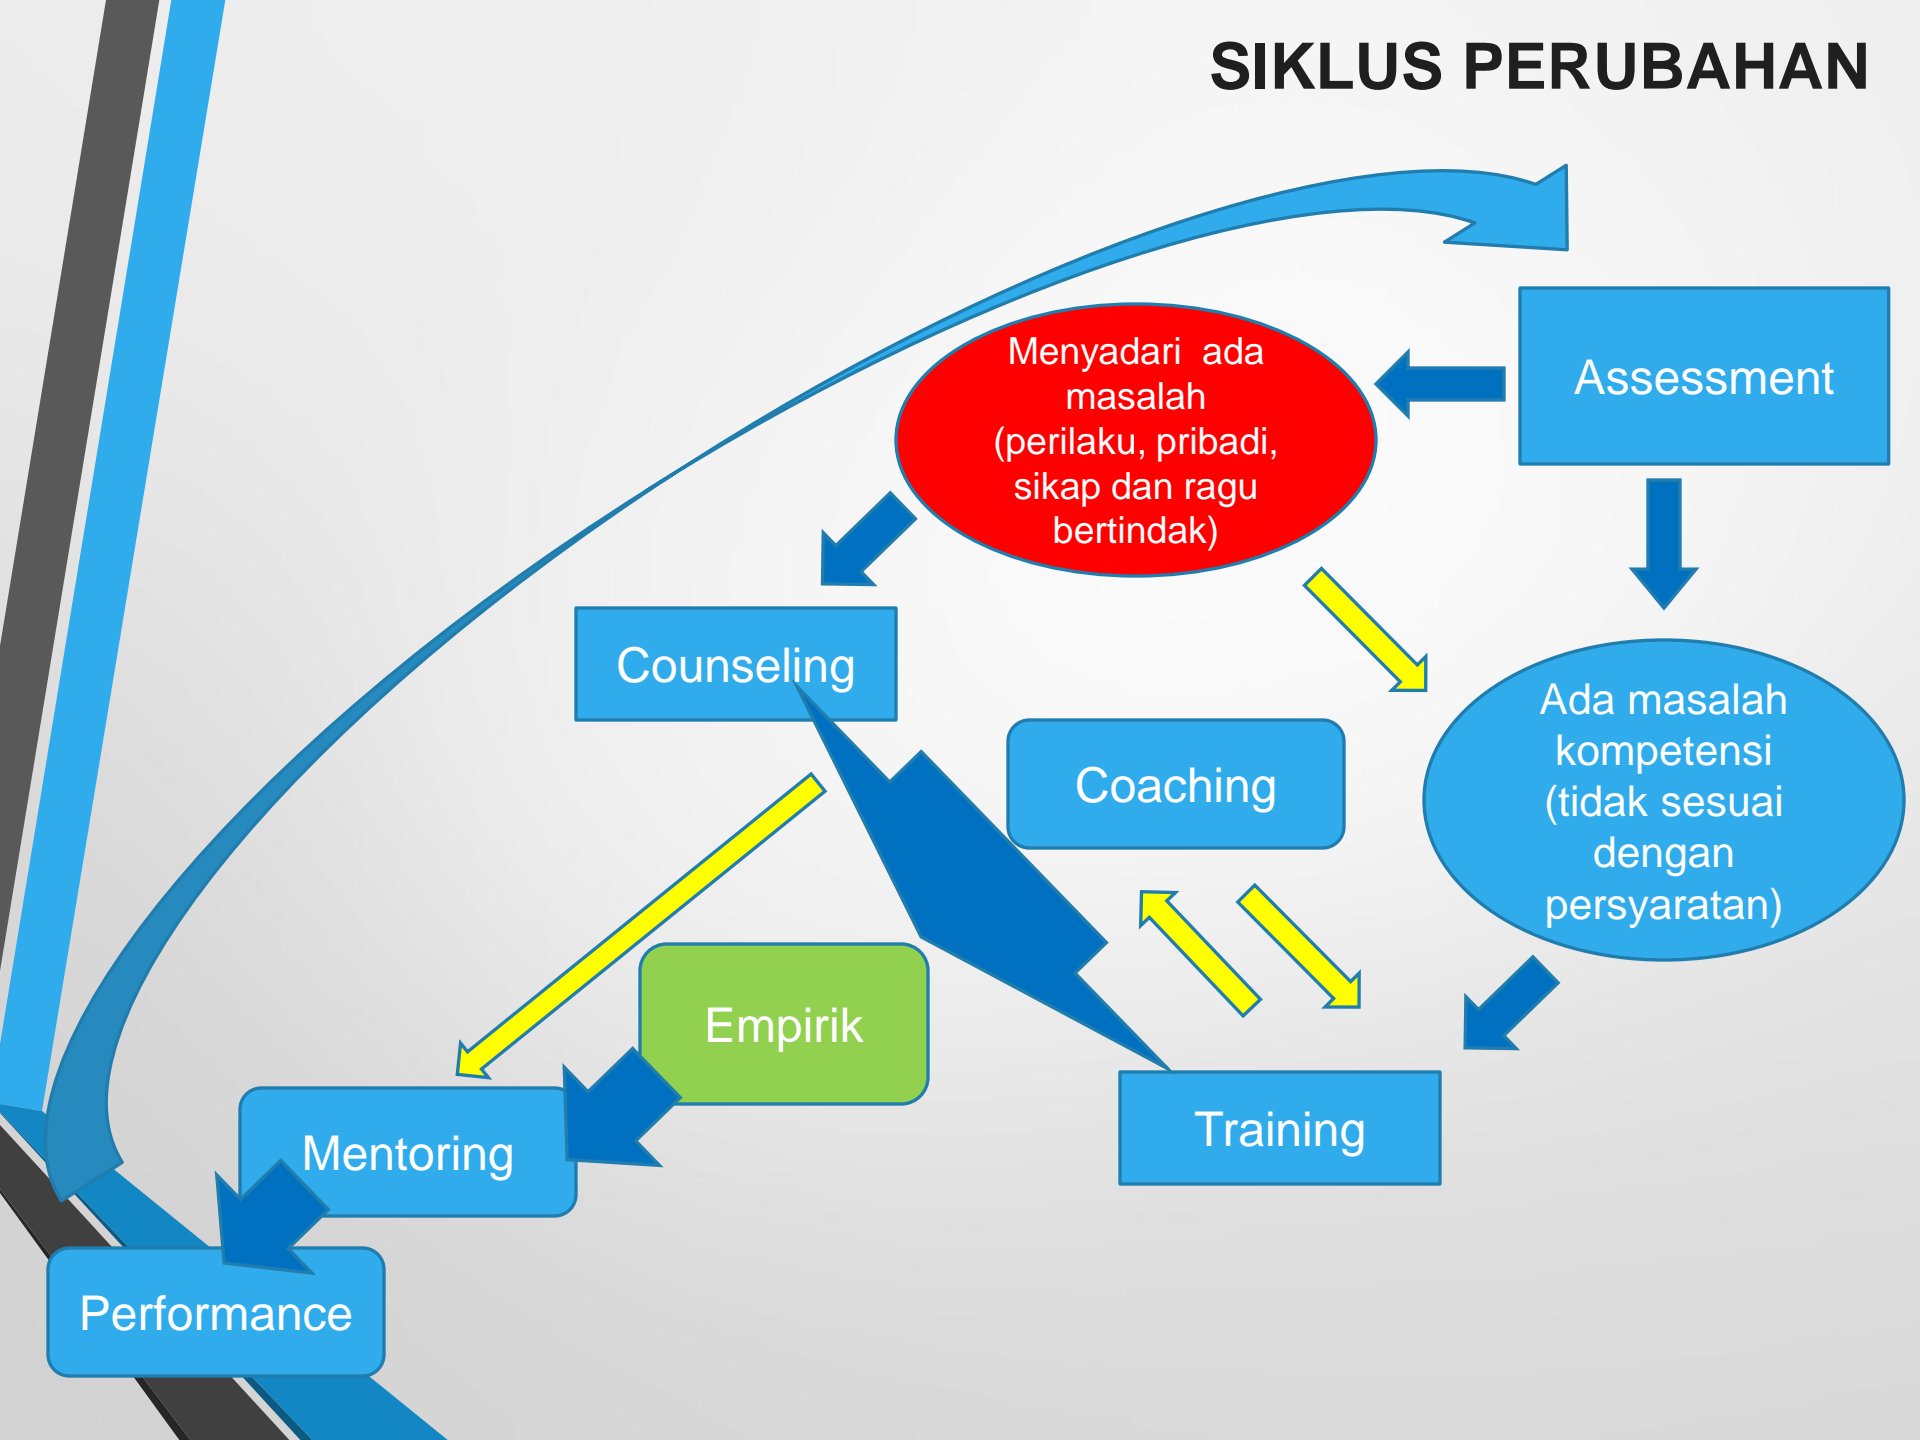 SIKLUS PERUBAHAN
Menyadari  ada
masalah
(perilaku, pribadi,
sikap dan ragu
bertindak)
Assessment
Counseling
Coaching
Ada masalah
kompetensi
(tidak sesuai
dengan
persyaratan)
Empirik
Mentoring
Training
Performance